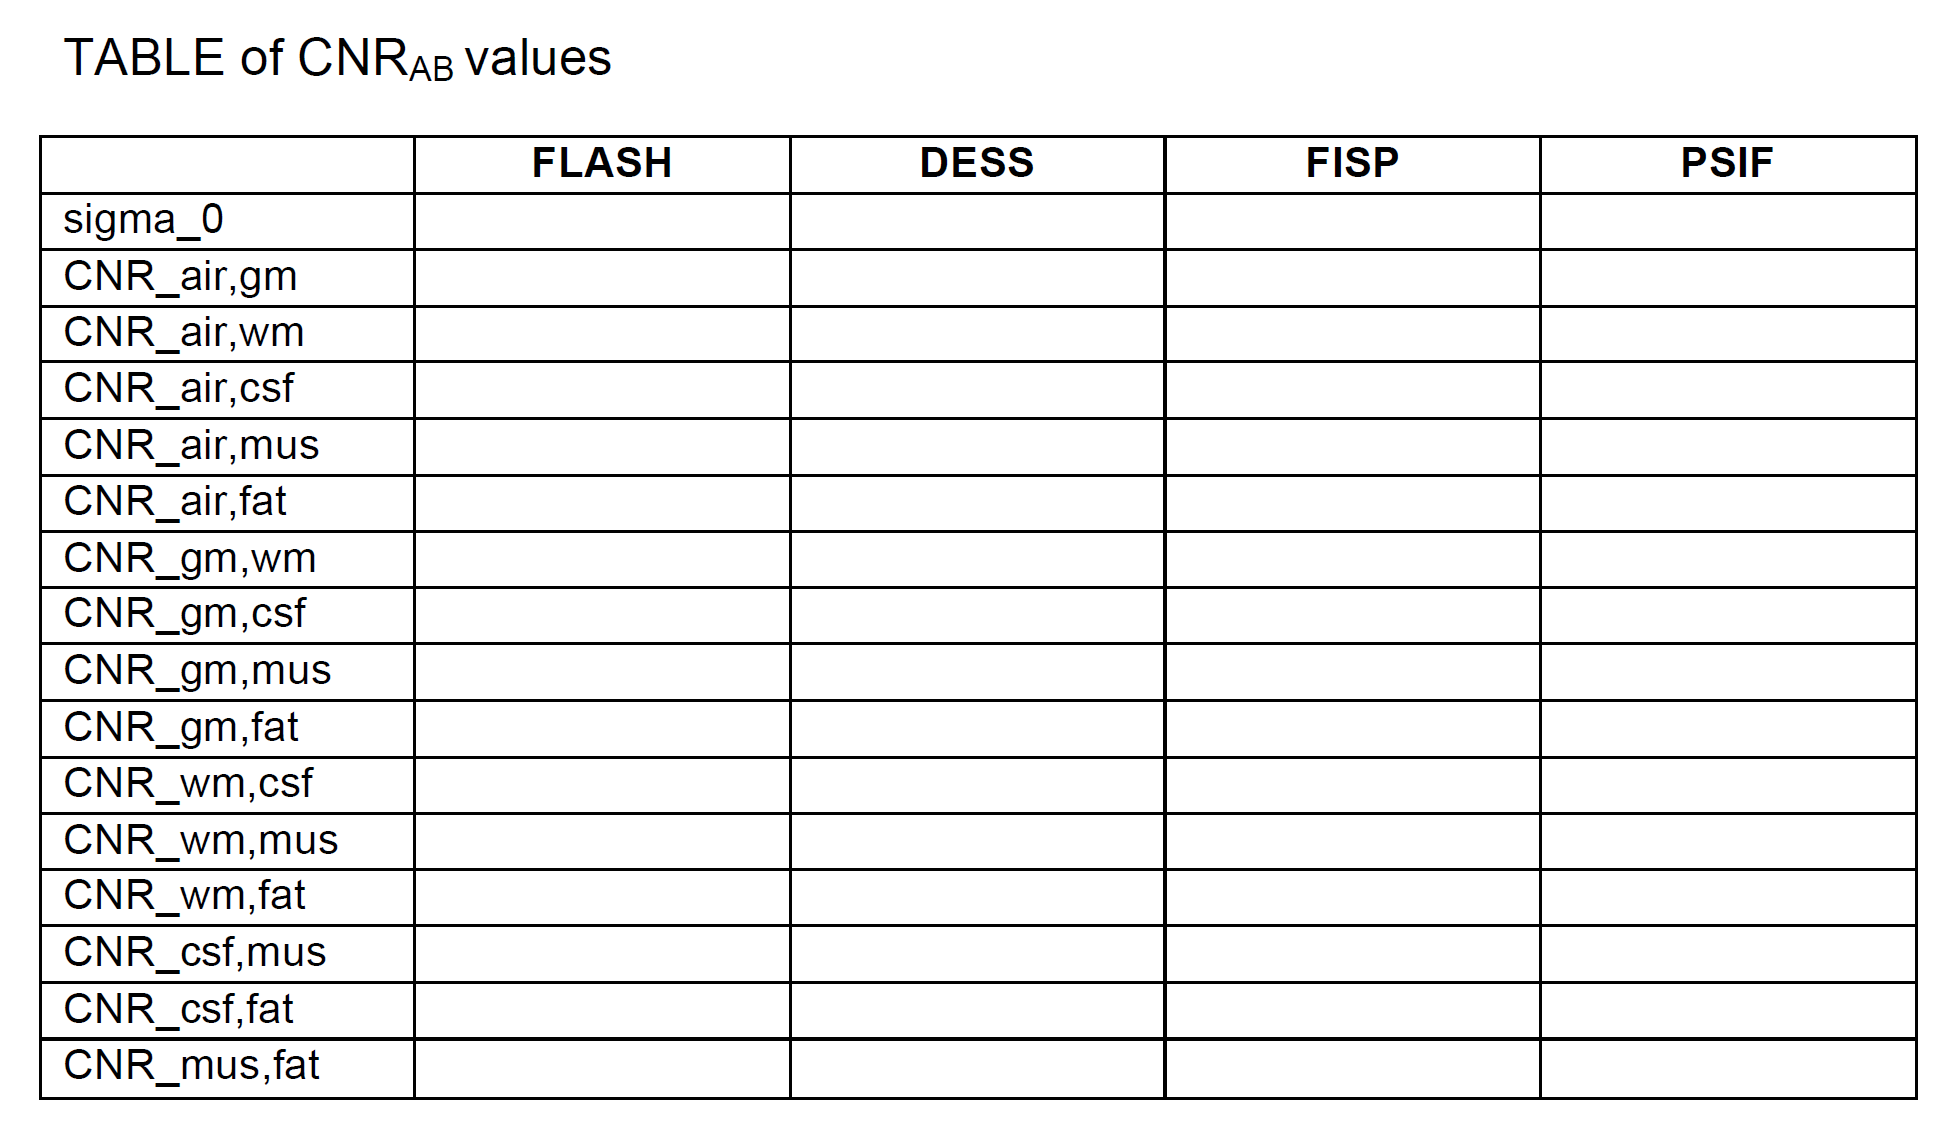 TABLE of CNRAB values
FLASH DESS FISP PSIF
sigma_0
CNR_air,gm
CNR_air,wm
CNR_air,csf
CNR_air,mus
CNR_air,fat
CNR_gm,wm
CNR_gm,csf
CNR_gm,mus
CNR_gm,fat
CNR_wm,csf
CNR_wm,mus
CNR_wm,fat
CNR_csf,mus
CNR_csf,fat
CNR_mus,fat